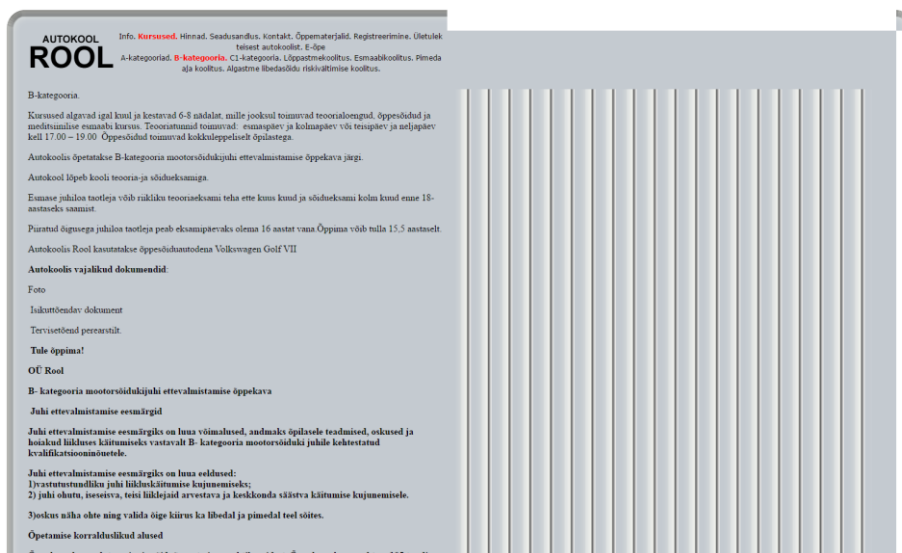 AUTOKOOL
ROOL
Info. Kursused. Hinnad. Seadusandlus. Kontakt. Õppematerjalid. Registreerimine. Ületulek
teisest autokoolist. E-õpe
A-kategooriad. B-kategooria. C1-kategooria. Lõppastmekoolitus. Esmaabikoolitus. Pimeda
aja koolitus. Algastme libedasõidu riskivältimise koolitus.
B-kategooria.
Kursused algavad igal kuul ja kestavad 6-8 nädalat, mille jooksul toimuvad teoorialoengud, õppesõidud ja
meditsiinilise esmaabi kursus. Teooriatunnid toimuvad: esmaspäev ja kolmapäev või teisipäev ja neljapäev
kell 17.00 – 19.00 Õppesõidud toimuvad kokkuleppeliselt õpilastega.
Autokoolis õpetatakse B-kategooria mootorsõidukijuhi ettevalmistamise õppekava järgi.
Autokool lõpeb kooli teooria-ja sõidueksamiga.
Esmase juhiloa taotleja võib riikliku teooriaeksami teha ette kuus kuud ja sõidueksami kolm kuud enne 18-
aastaseks saamist.
Piiratud õigusega juhiloa taotleja peab eksamipäevaks olema 16 aastat vana.Õppima võib tulla 15,5 aastaselt.
Autokoolis Rool kasutatakse õppesõiduautodena Volkswagen Golf VII
Autokoolis vajalikud dokumendid:
Foto
Isikuttõendav dokument
Tervisetõend perearstilt.
Tule õppima!
OÜ Rool
B- kategooria mootorsõidukijuhi ettevalmistamise õppekava
Juhi ettevalmistamise eesmärgid
Juhi ettevalmistamise eesmärgiks on luua võimalused, andmaks õpilasele teadmised, oskused ja
hoiakud liikluses käitumiseks vastavalt B- kategooria mootorsõiduki juhile kehtestatud
kvalifikatsiooninõuetele.
Juhi ettevalmistamise eesmärgiks on luua eeldused:
1)vastutustundliku juhi liikluskäitumise kujunemiseks;
2) juhi ohutu, iseseisva, teisi liiklejaid arvestava ja keskkonda säästva käitumise kujunemisele.
3)oskus näha ohte ning valida õige kiirus ka libedal ja pimedal teel sõites.
Õpetamise korralduslikud alused